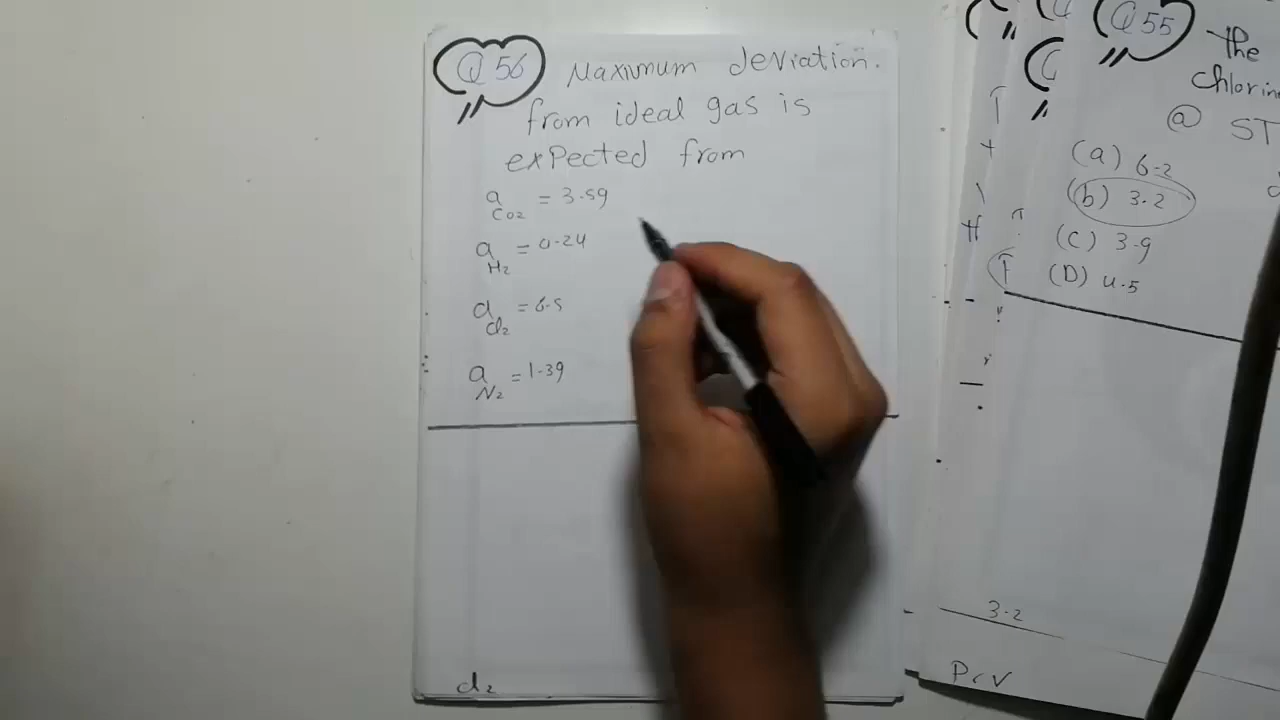 Q 56 Maximum deviation.
from ideal gas is
expected from
a CO2 = 3.59
a H2 = 0.24
a Cl2 = 6.5
a N2 = 1.39
Cl2
Q 55 the
chlorin
@ ST
(a) 6-2
(b) 3.2
(C) 3-9
(D) 4.5
3-2